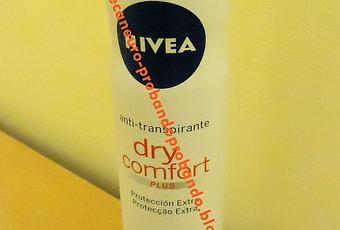 NIVEA
anti-transpirante
dry
comfort
PLUS
Protección Extra
Protecção Extra